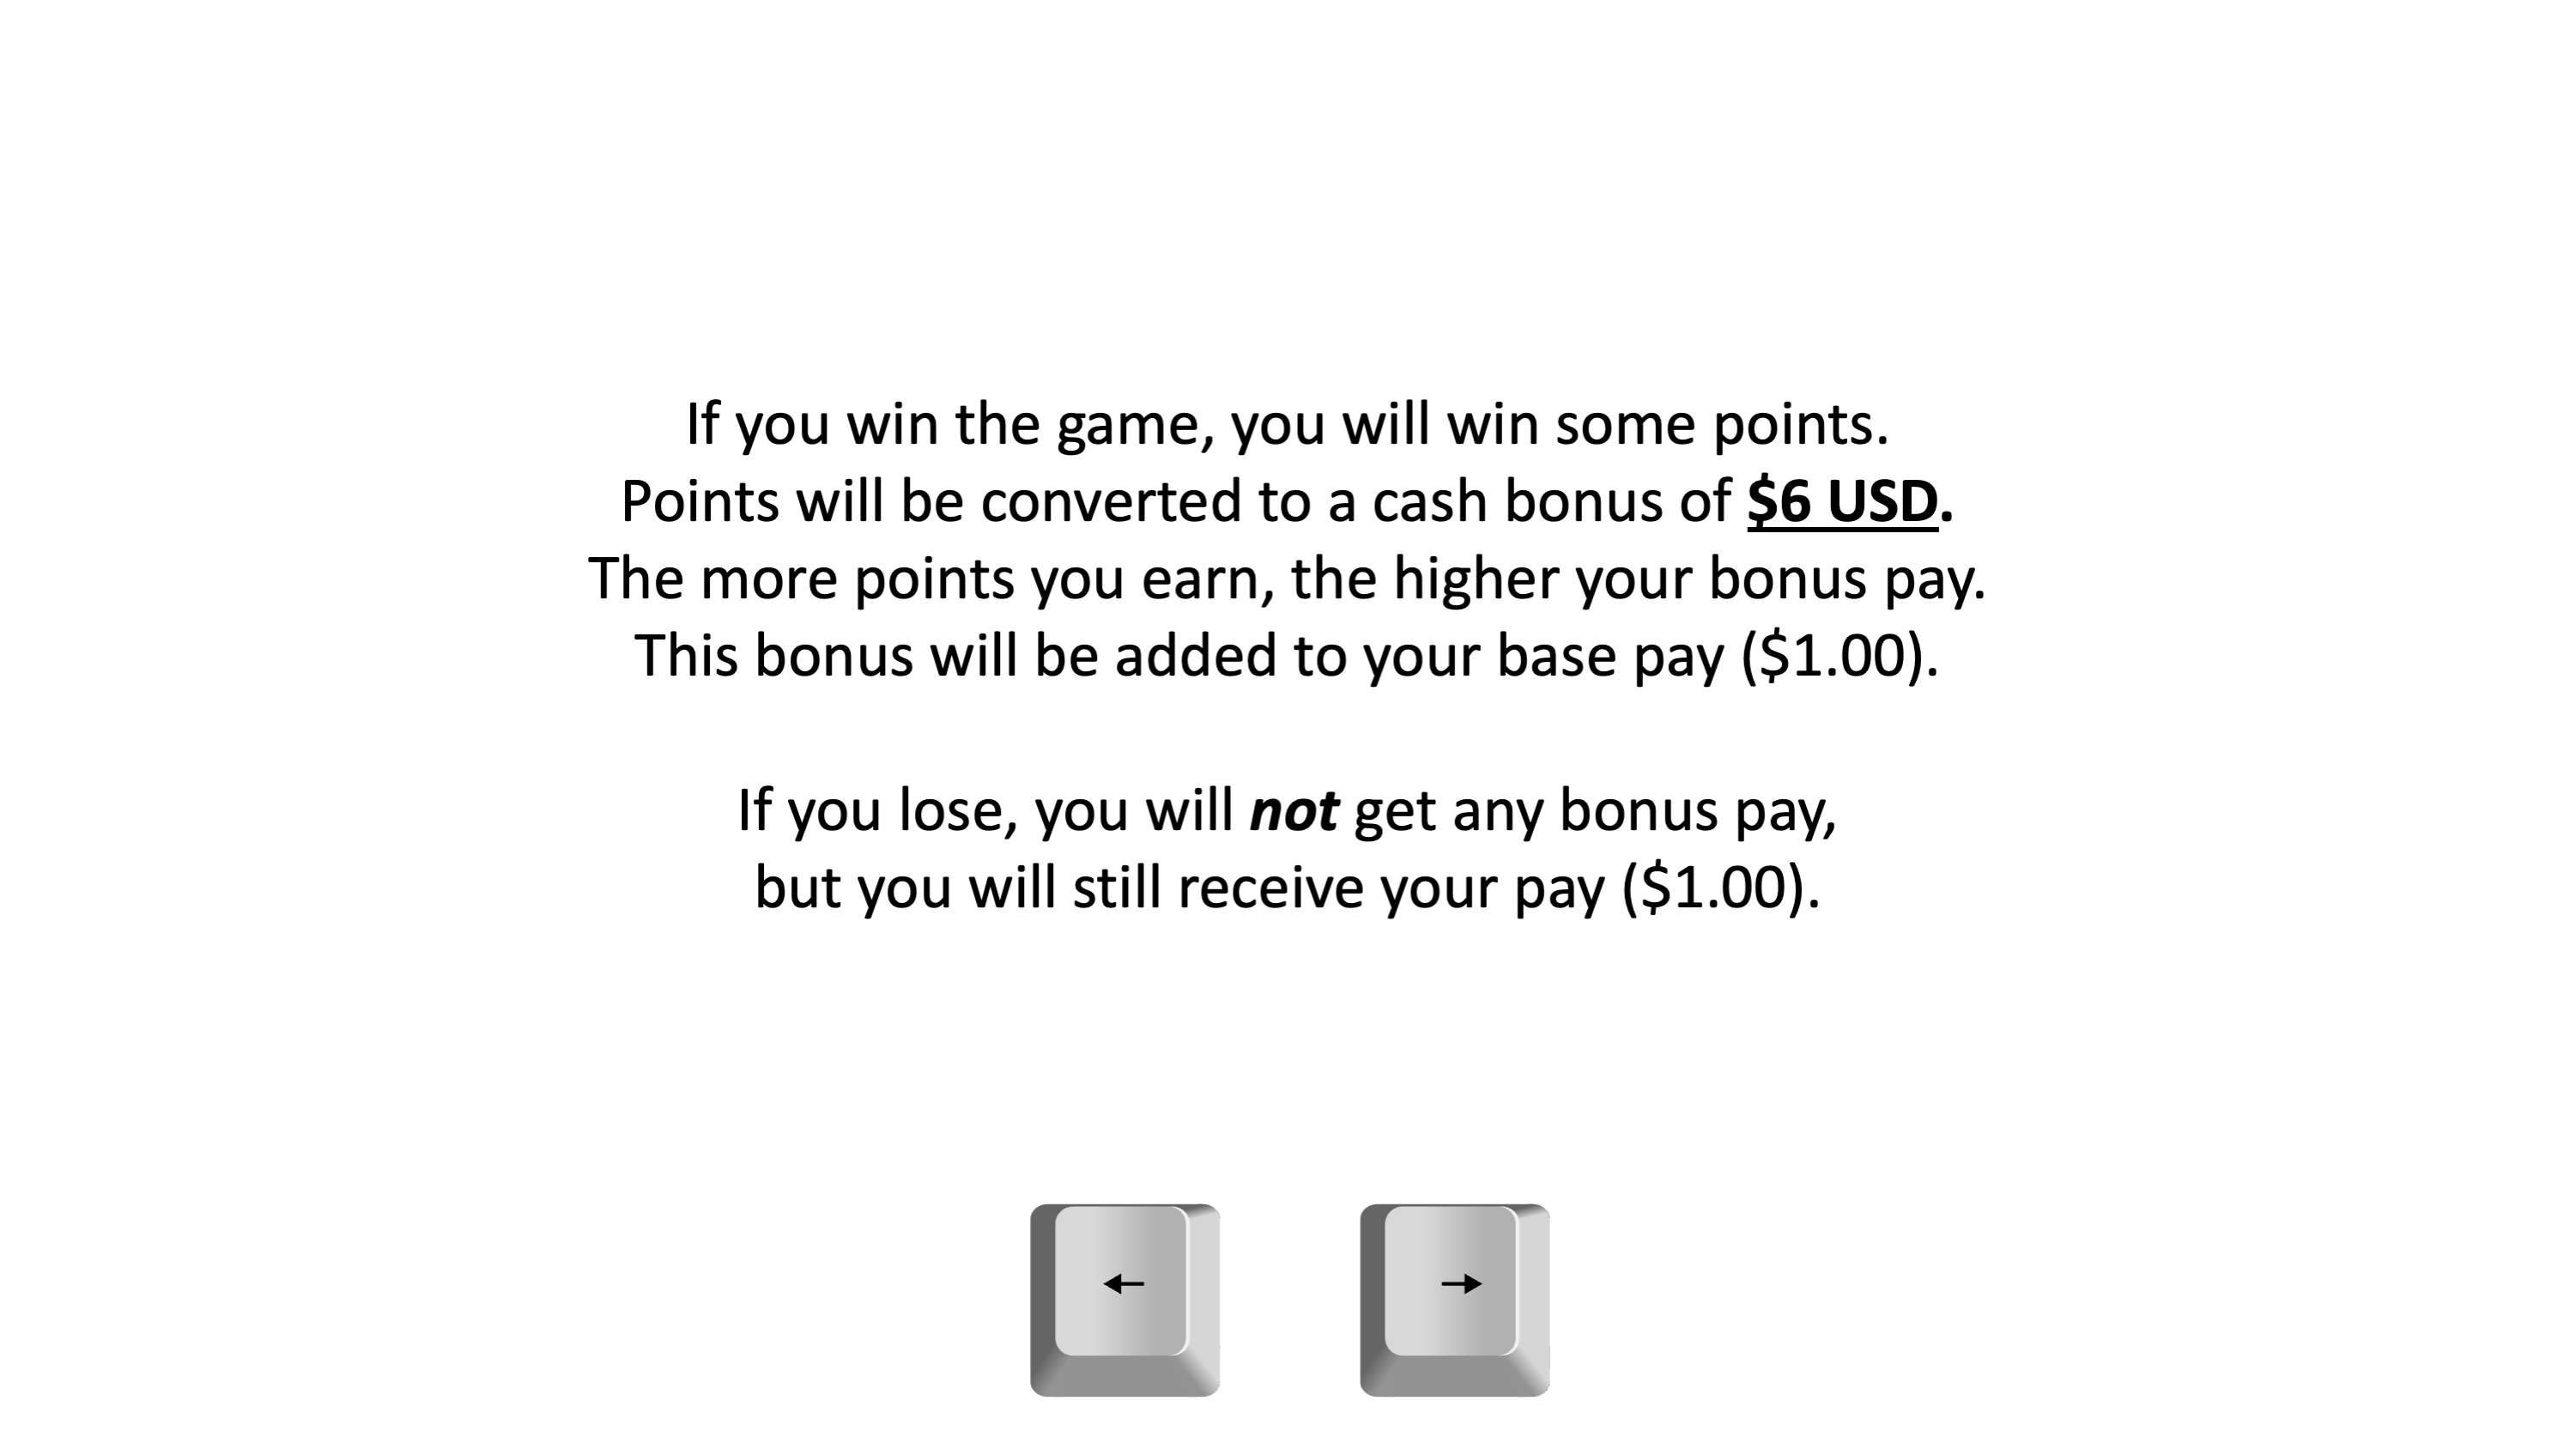 If you win the game, you will win some points.
Points will be converted to a cash bonus of $6 USD.
The more points you earn, the higher your bonus pay.
This bonus will be added to your base pay ($1.00).
If you lose, you will not get any bonus pay,
but you will still receive your pay ($1.00).
← →